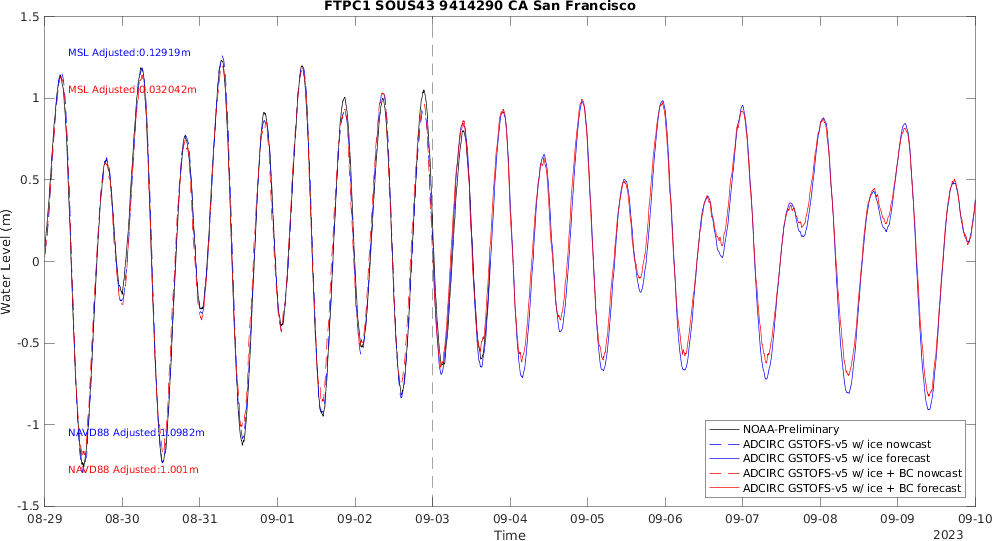 FTPC1 SOUS43 9414290 CA San Francisco
1.5
MSL Adjusted:0.12919m
MSL Adjusted:0.032042m
1
0.5
0
-0.5
-1
-1.5
Water Level (m)
NAVD88 Adjusted:1.0982m
NAVD88 Adjusted:1.001m
NOAA-Preliminary
ADCIRC GSTOFS-v5 w/ ice nowcast
ADCIRC GSTOFS-v5 w/ ice forecast
ADCIRC GSTOFS-v5 w/ ice + BC nowcast
ADCIRC GSTOFS-v5 w/ ice + BC forecast
08-29 08-30 08-31 09-01 09-02 09-03 09-04 09-05 09-06 09-07 09-08 09-09 09-10
Time
2023